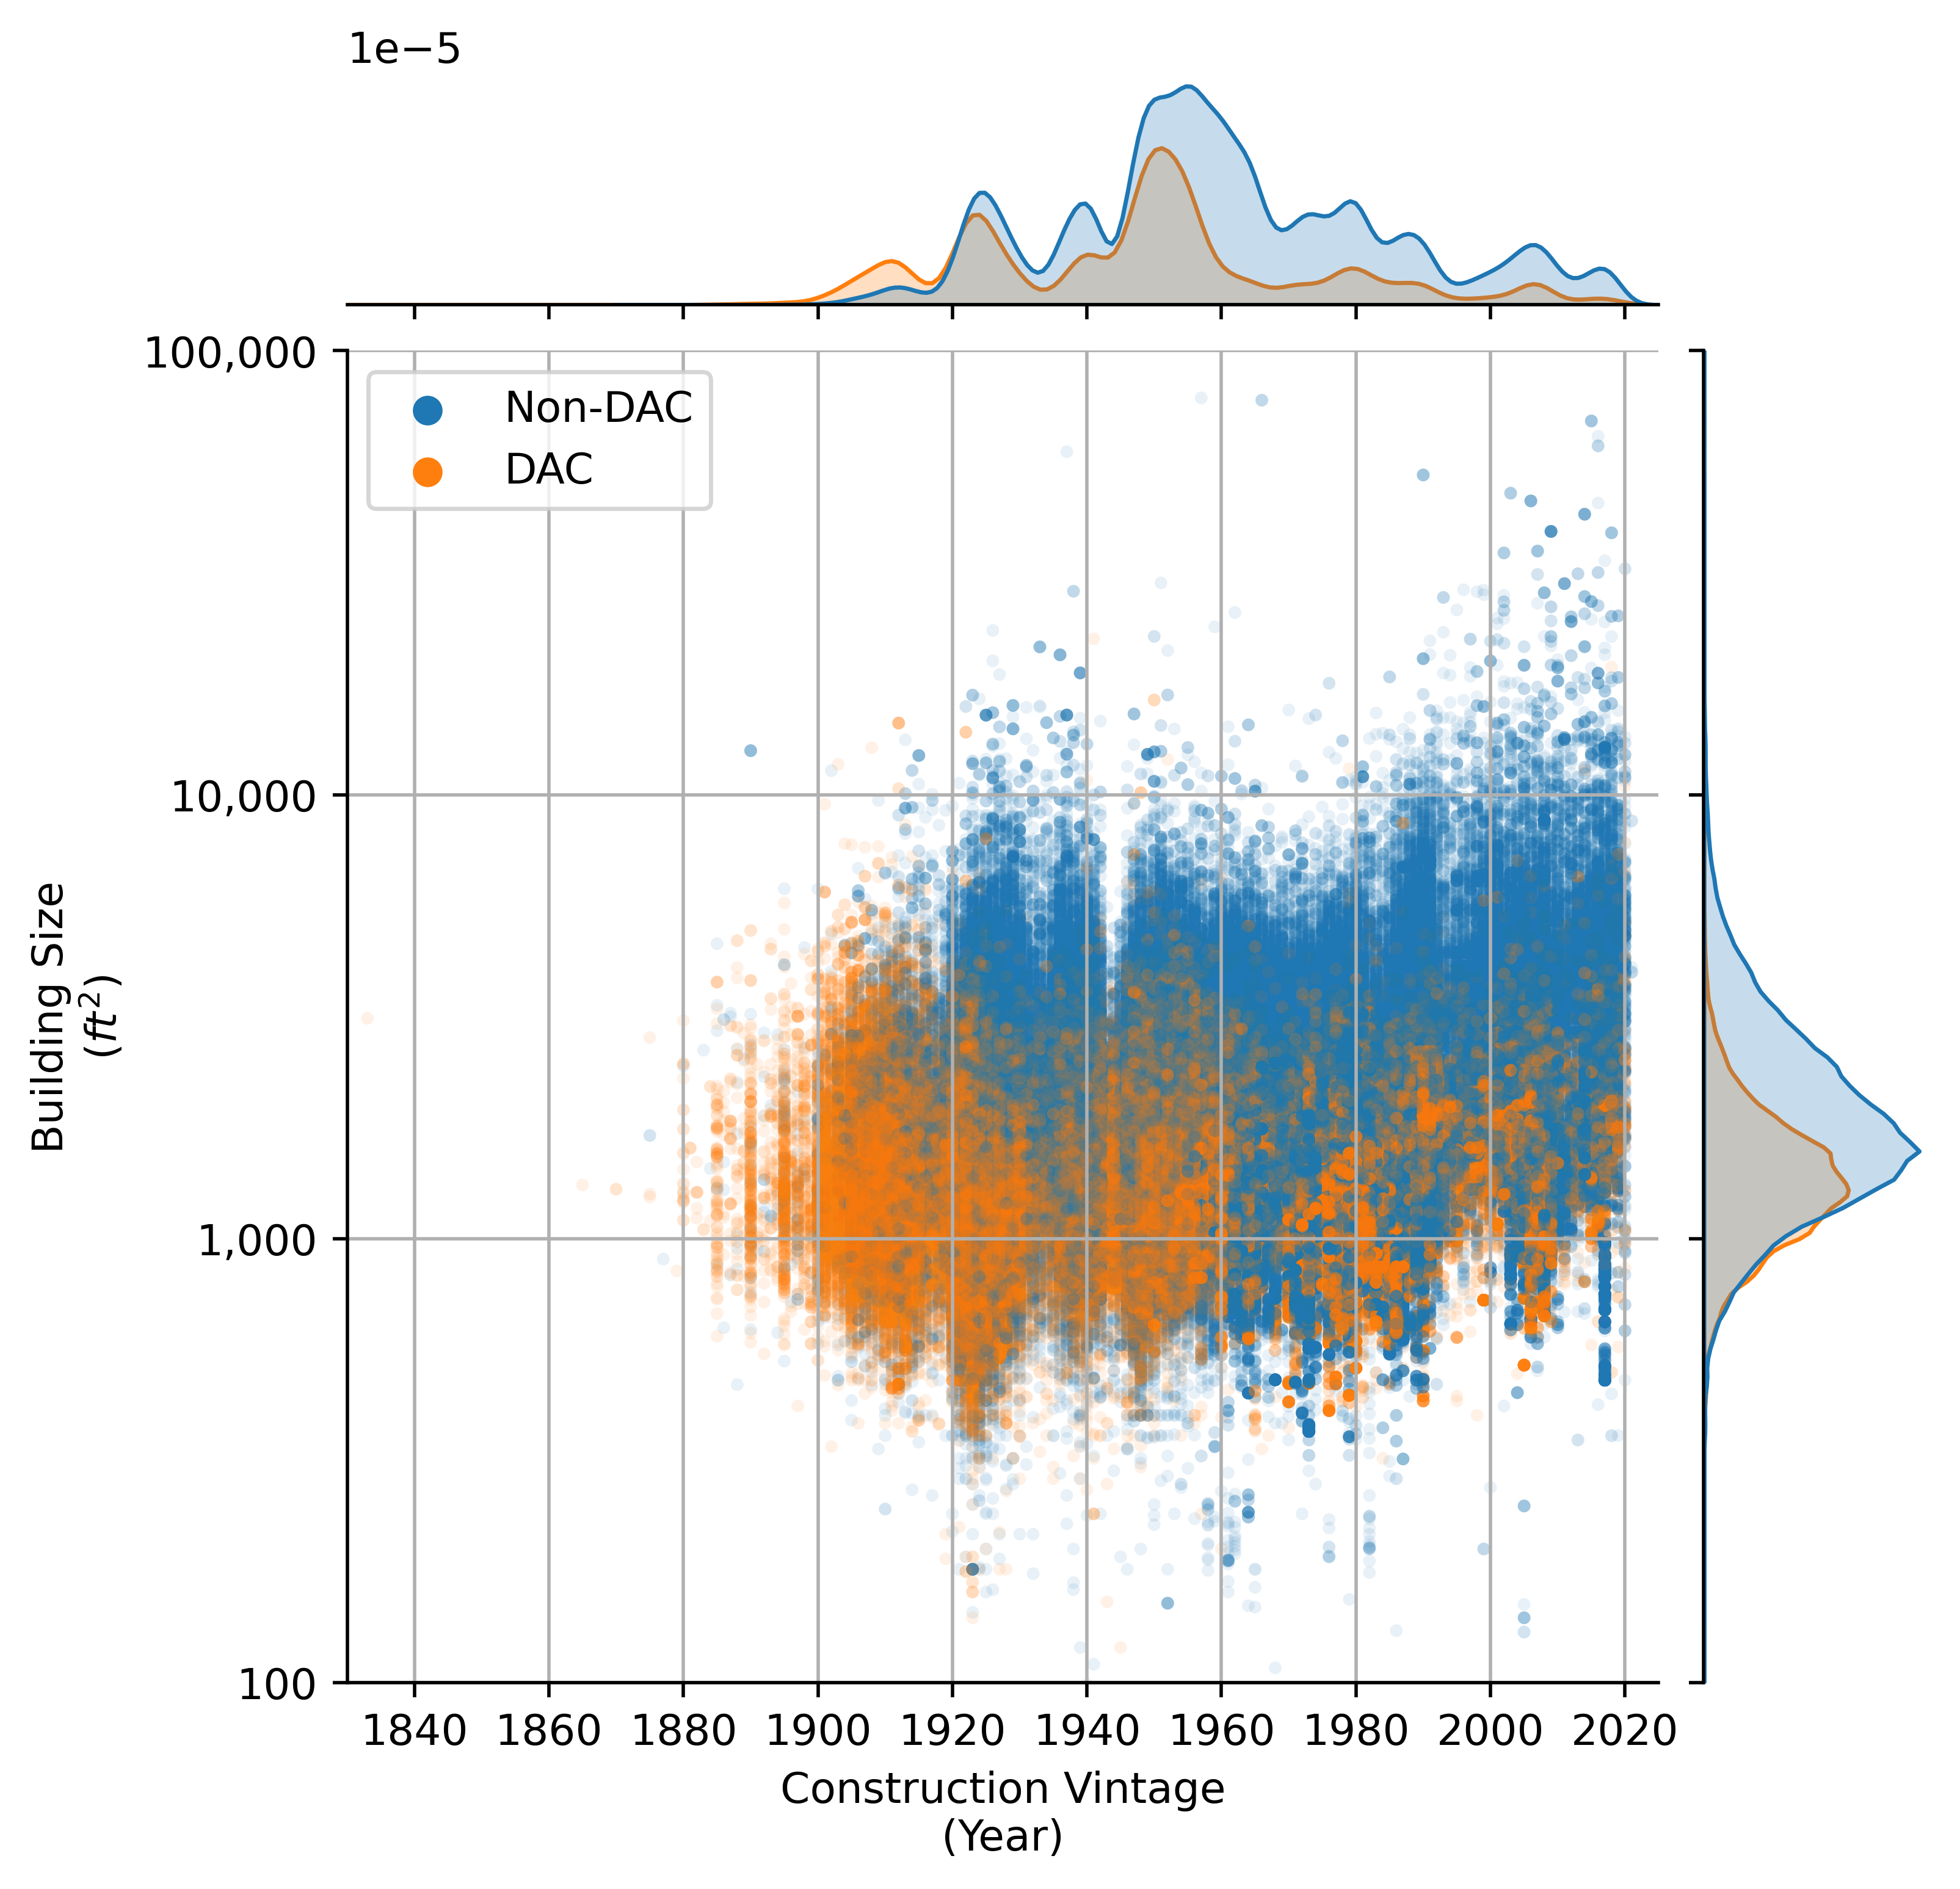 1e−5
100,000
10,000
1,000
100
Non-DAC
DAC
Building Size
(ft²)
1840 1860 1880 1900 1920 1940 1960 1980 2000 2020
Construction Vintage
(Year)